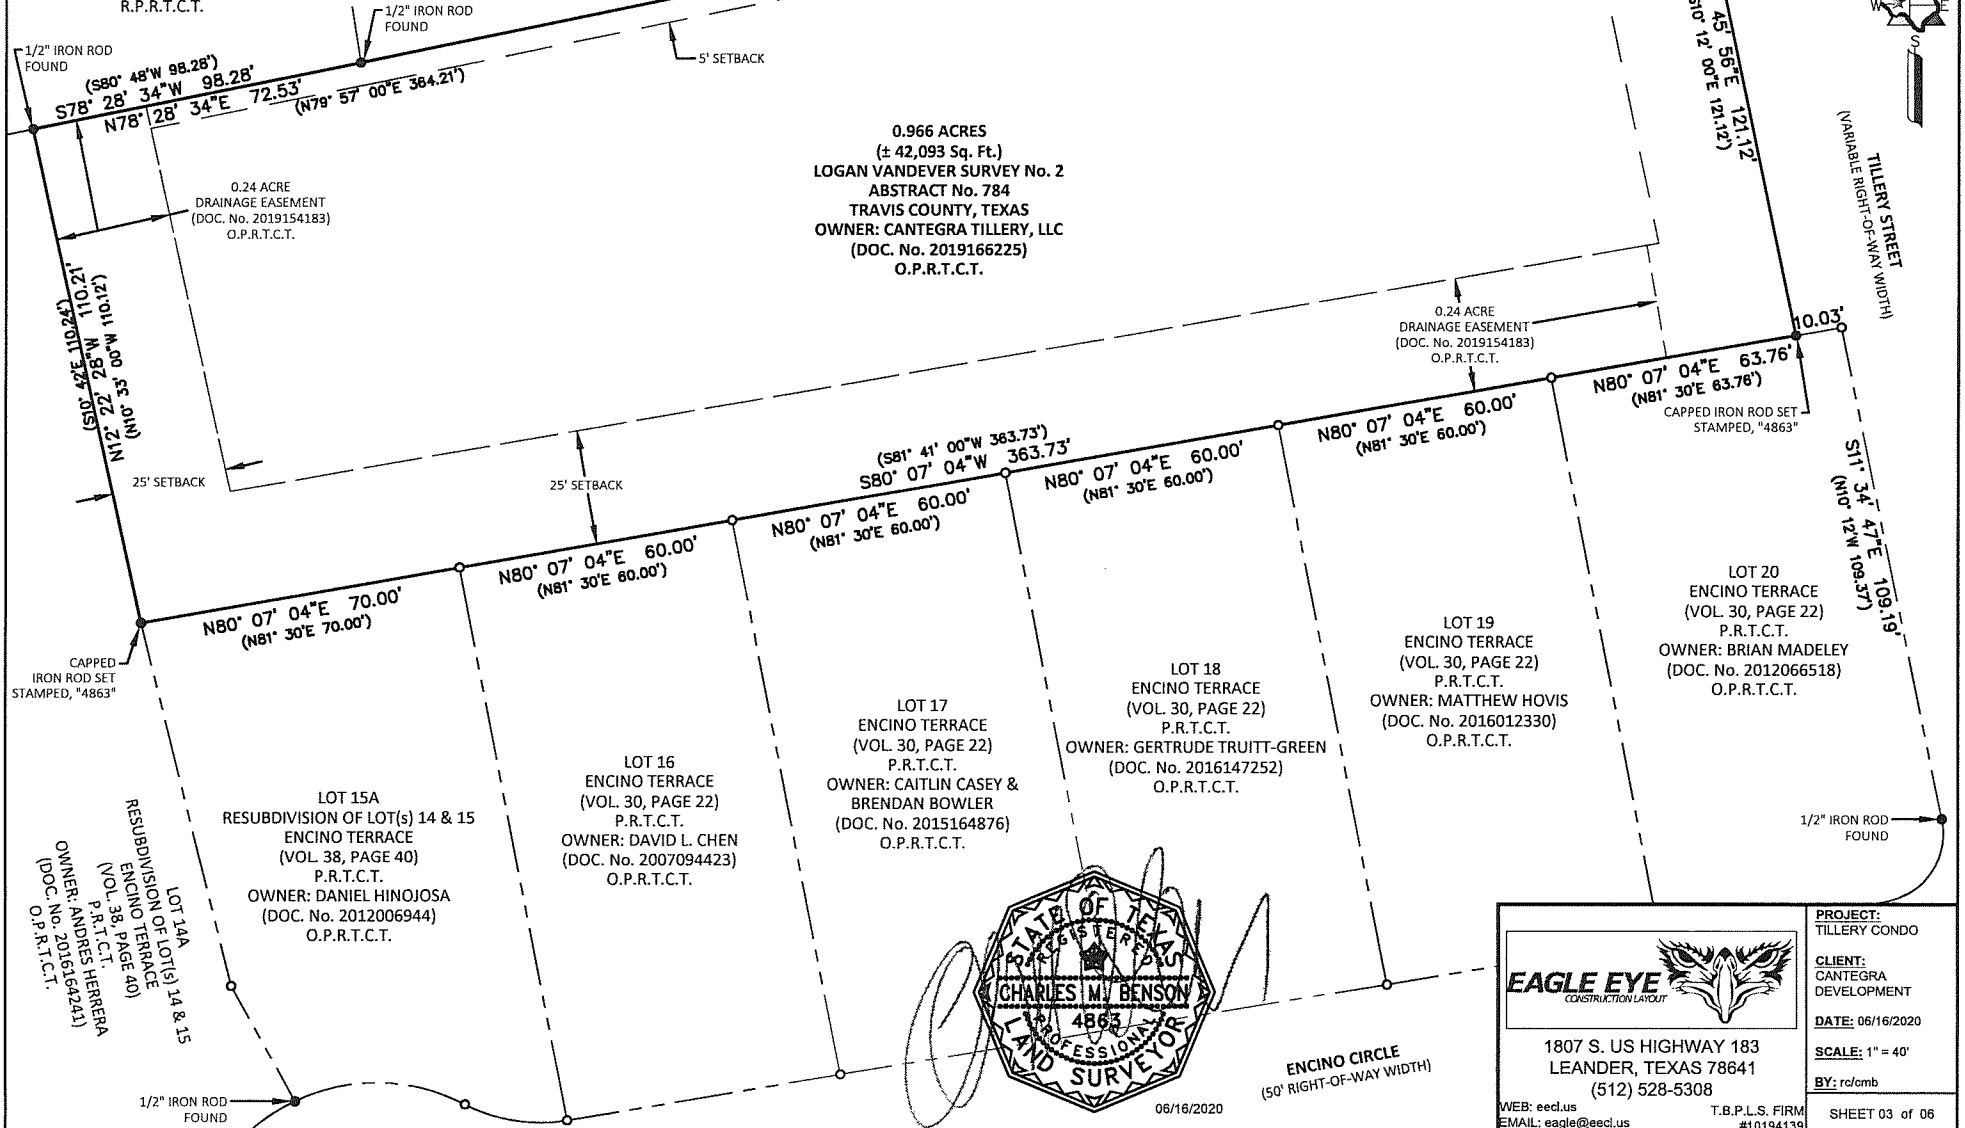 R.P.R.T.C.T.
1/2" IRON ROD
FOUND
1/2" IRON ROD
FOUND
5' SETBACK
(S80° 48'W 98.28')
S78° 28' 34"W 98.28'
N78° 28' 34"E 72.53'
(N79° 57' 00"E 364.21')
W
E
S
45' 56"E 121.12'
S10° 12' 00"E 121.12')
TILLERY STREET
(VARIABLE RIGHT-OF-WAY WIDTH)
0.966 ACRES
(± 42,093 Sq. Ft.)
LOGAN VANDEVER SURVEY No. 2
ABSTRACT No. 784
TRAVIS COUNTY, TEXAS
OWNER: CANTEGRA TILLERY, LLC
(DOC. No. 2019166225)
O.P.R.T.C.T.
0.24 ACRE
DRAINAGE EASEMENT
(DOC. No. 2019154183)
O.P.R.T.C.T.
(S10° 42'E 110.24')
N12° 22' 28"W 110.21'
(N10° 33' 00"W 110.12')
0.24 ACRE
DRAINAGE EASEMENT
(DOC. No. 2019154183)
O.P.R.T.C.T.
10.03'
25' SETBACK
25' SETBACK
(S81° 41' 00"W 363.73')
S80° 07' 04"W 363.73'
N80° 07' 04"E 63.76'
(N81° 30'E 63.76')
CAPPED IRON ROD SET
STAMPED, "4863"
N80° 07' 04"E 60.00'
(N81° 30'E 60.00')
N80° 07' 04"E 60.00'
(N81° 30'E 60.00')
N80° 07' 04"E 60.00'
(N81° 30'E 60.00')
N80° 07' 04"E 60.00'
(N81° 30'E 60.00')
N80° 07' 04"E 70.00'
(N81° 30'E 70.00')
S11° 34' 47"E 109.19'
(N10° 12'W 109.37')
CAPPED
IRON ROD SET
STAMPED, "4863"
LOT 20
ENCINO TERRACE
(VOL. 30, PAGE 22)
P.R.T.C.T.
OWNER: BRIAN MADELEY
(DOC. No. 2012066518)
O.P.R.T.C.T.
LOT 19
ENCINO TERRACE
(VOL. 30, PAGE 22)
P.R.T.C.T.
OWNER: MATTHEW HOVIS
(DOC. No. 2016012330)
O.P.R.T.C.T.
LOT 18
ENCINO TERRACE
(VOL. 30, PAGE 22)
P.R.T.C.T.
OWNER: GERTRUDE TRUITT-GREEN
(DOC. No. 2016147252)
O.P.R.T.C.T.
LOT 17
ENCINO TERRACE
(VOL. 30, PAGE 22)
P.R.T.C.T.
OWNER: CAITLIN CASEY &
BRENDAN BOWLER
(DOC. No. 2015164876)
O.P.R.T.C.T.
LOT 16
ENCINO TERRACE
(VOL. 30, PAGE 22)
P.R.T.C.T.
OWNER: DAVID L. CHEN
(DOC. No. 2007094423)
O.P.R.T.C.T.
LOT 15A
RESUBDIVISION OF LOT(s) 14 & 15
ENCINO TERRACE
(VOL. 38, PAGE 40)
P.R.T.C.T.
OWNER: DANIEL HINOJOSA
(DOC. No. 2012006944)
O.P.R.T.C.T.
LOT 14A
RESUBDIVISION OF LOT(s) 14 & 15
ENCINO TERRACE
(VOL. 38, PAGE 40)
P.R.T.C.T.
OWNER: ANDRES HERRERA
(DOC. No. 2016164241)
O.P.R.T.C.T.
1/2" IRON ROD
FOUND
1/2" IRON ROD
FOUND
STATE OF TEXAS
REGISTERED
CHARLES M. BENSON
4863
PROFESSIONAL
LAND SURVEYOR
06/16/2020
ENCINO CIRCLE
(50' RIGHT-OF-WAY WIDTH)
EAGLE EYE
CONSTRUCTION LAYOUT
1807 S. US HIGHWAY 183
LEANDER, TEXAS 78641
(512) 528-5308
WEB: eecl.us
EMAIL: eagle@eecl.us
T.B.P.L.S. FIRM
#10194139
PROJECT:
TILLERY CONDO
CLIENT:
CANTEGRA
DEVELOPMENT
DATE: 06/16/2020
SCALE: 1" = 40'
BY: rc/cmb
SHEET 03 of 06